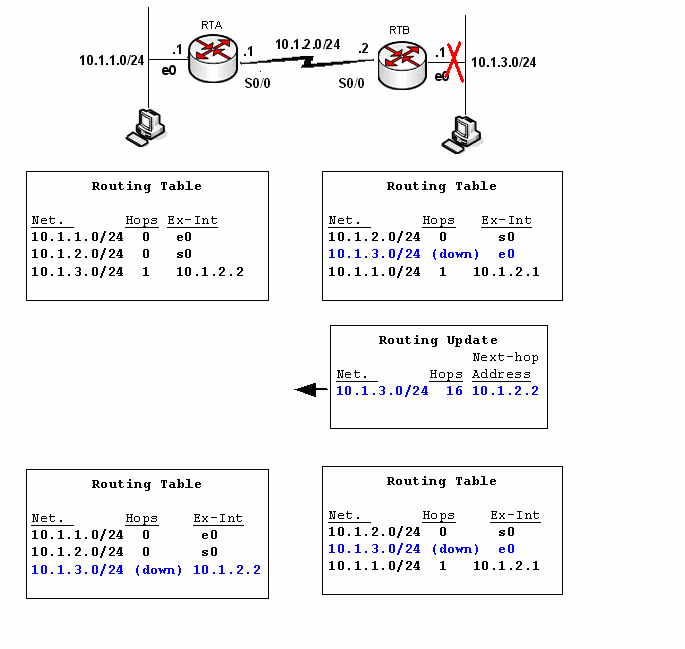 RTA
RTB
10.1.1.0/24 .1 .1 10.1.2.0/24 .2 .1 10.1.3.0/24
e0 S0/0 S0/0 e0
Routing Table
Net. Hops Ex-Int
10.1.1.0/24 0 e0
10.1.2.0/24 0 s0
10.1.3.0/24 1 10.1.2.2
Routing Table
Net. Hops Ex-Int
10.1.2.0/24 0 s0
10.1.3.0/24 (down) e0
10.1.1.0/24 1 10.1.2.1
Routing Update
Next-hop
Net. Hops Address
10.1.3.0/24 16 10.1.2.2
Routing Table
Net. Hops Ex-Int
10.1.1.0/24 0 e0
10.1.2.0/24 0 s0
10.1.3.0/24 (down) 10.1.2.2
Routing Table
Net. Hops Ex-Int
10.1.2.0/24 0 s0
10.1.3.0/24 (down) e0
10.1.1.0/24 1 10.1.2.1